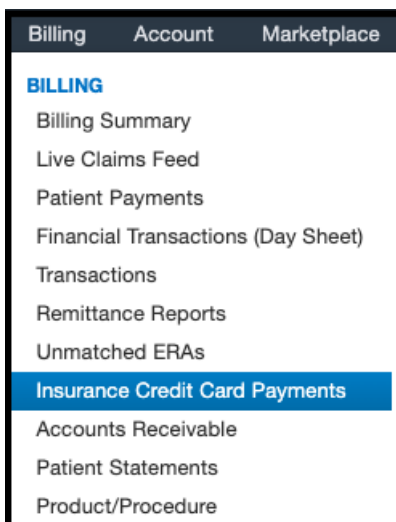 Billing Account Marketplace
BILLING
Billing Summary
Live Claims Feed
Patient Payments
Financial Transactions (Day Sheet)
Transactions
Remittance Reports
Unmatched ERAs
Insurance Credit Card Payments
Accounts Receivable
Patient Statements
Product/Procedure